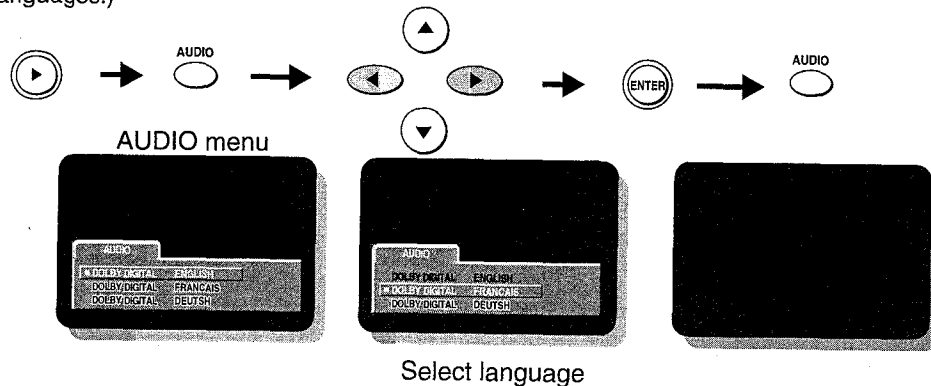 anguages.)
AUDIO
AUDIO
ENTER
AUDIO menu
AUDIO
DOLBY DIGITAL ENGLISH
DOLBY DIGITAL FRANCAIS
DOLBY DIGITAL DEUTSH
AUDIO
DOLBY DIGITAL ENGLISH
DOLBY DIGITAL FRANCAIS
DOLBY DIGITAL DEUTSH
Select language